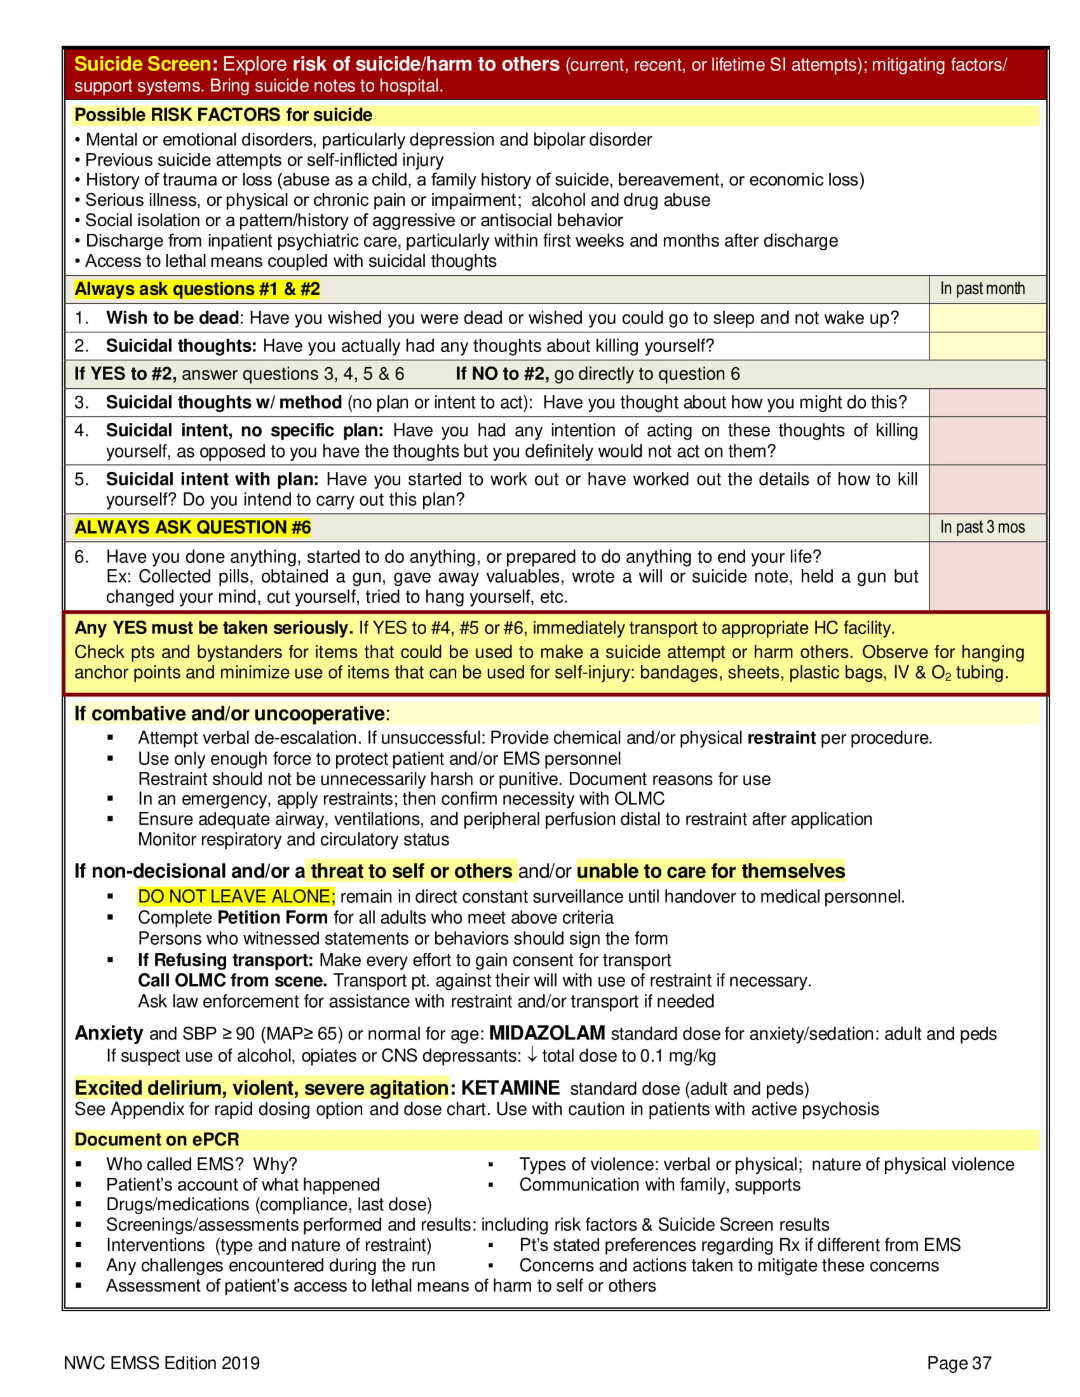 Suicide Screen: Explore risk of suicide/harm to others (current, recent, or lifetime SI attempts); mitigating factors/
support systems. Bring suicide notes to hospital.
Possible RISK FACTORS for suicide
• Mental or emotional disorders, particularly depression and bipolar disorder
• Previous suicide attempts or self-inflicted injury
• History of trauma or loss (abuse as a child, a family history of suicide, bereavement, or economic loss)
• Serious illness, or physical or chronic pain or impairment; alcohol and drug abuse
• Social isolation or a pattern/history of aggressive or antisocial behavior
• Discharge from inpatient psychiatric care, particularly within first weeks and months after discharge
• Access to lethal means coupled with suicidal thoughts
Always ask questions #1 & #2 In past month
1. Wish to be dead: Have you wished you were dead or wished you could go to sleep and not wake up?
2. Suicidal thoughts: Have you actually had any thoughts about killing yourself?
If YES to #2, answer questions 3, 4, 5 & 6 If NO to #2, go directly to question 6
3. Suicidal thoughts w/ method (no plan or intent to act): Have you thought about how you might do this?
4. Suicidal intent, no specific plan: Have you had any intention of acting on these thoughts of killing
yourself, as opposed to you have the thoughts but you definitely would not act on them?
5. Suicidal intent with plan: Have you started to work out or have worked out the details of how to kill
yourself? Do you intend to carry out this plan?
ALWAYS ASK QUESTION #6 In past 3 mos
6. Have you done anything, started to do anything, or prepared to do anything to end your life?
Ex: Collected pills, obtained a gun, gave away valuables, wrote a will or suicide note, held a gun but
changed your mind, cut yourself, tried to hang yourself, etc.
Any YES must be taken seriously. If YES to #4, #5 or #6, immediately transport to appropriate HC facility.
Check pts and bystanders for items that could be used to make a suicide attempt or harm others. Observe for hanging
anchor points and minimize use of items that can be used for self-injury: bandages, sheets, plastic bags, IV & O2 tubing.
If combative and/or uncooperative:
▪ Attempt verbal de-escalation. If unsuccessful: Provide chemical and/or physical restraint per procedure.
▪ Use only enough force to protect patient and/or EMS personnel
Restraint should not be unnecessarily harsh or punitive. Document reasons for use
▪ In an emergency, apply restraints; then confirm necessity with OLMC
▪ Ensure adequate airway, ventilations, and peripheral perfusion distal to restraint after application
Monitor respiratory and circulatory status
If non-decisional and/or a threat to self or others and/or unable to care for themselves
▪ DO NOT LEAVE ALONE; remain in direct constant surveillance until handover to medical personnel.
▪ Complete Petition Form for all adults who meet above criteria
Persons who witnessed statements or behaviors should sign the form
▪ If Refusing transport: Make every effort to gain consent for transport
Call OLMC from scene. Transport pt. against their will with use of restraint if necessary.
Ask law enforcement for assistance with restraint and/or transport if needed
Anxiety and SBP ≥ 90 (MAP≥ 65) or normal for age: MIDAZOLAM standard dose for anxiety/sedation: adult and peds
If suspect use of alcohol, opiates or CNS depressants: ↓ total dose to 0.1 mg/kg
Excited delirium, violent, severe agitation: KETAMINE standard dose (adult and peds)
See Appendix for rapid dosing option and dose chart. Use with caution in patients with active psychosis
Document on ePCR
▪ Who called EMS? Why? ▪ Types of violence: verbal or physical; nature of physical violence
▪ Patient's account of what happened ▪ Communication with family, supports
▪ Drugs/medications (compliance, last dose)
▪ Screenings/assessments performed and results: including risk factors & Suicide Screen results
▪ Interventions (type and nature of restraint) ▪ Pt's stated preferences regarding Rx if different from EMS
▪ Any challenges encountered during the run ▪ Concerns and actions taken to mitigate these concerns
▪ Assessment of patient's access to lethal means of harm to self or others
NWC EMSS Edition 2019 Page 37